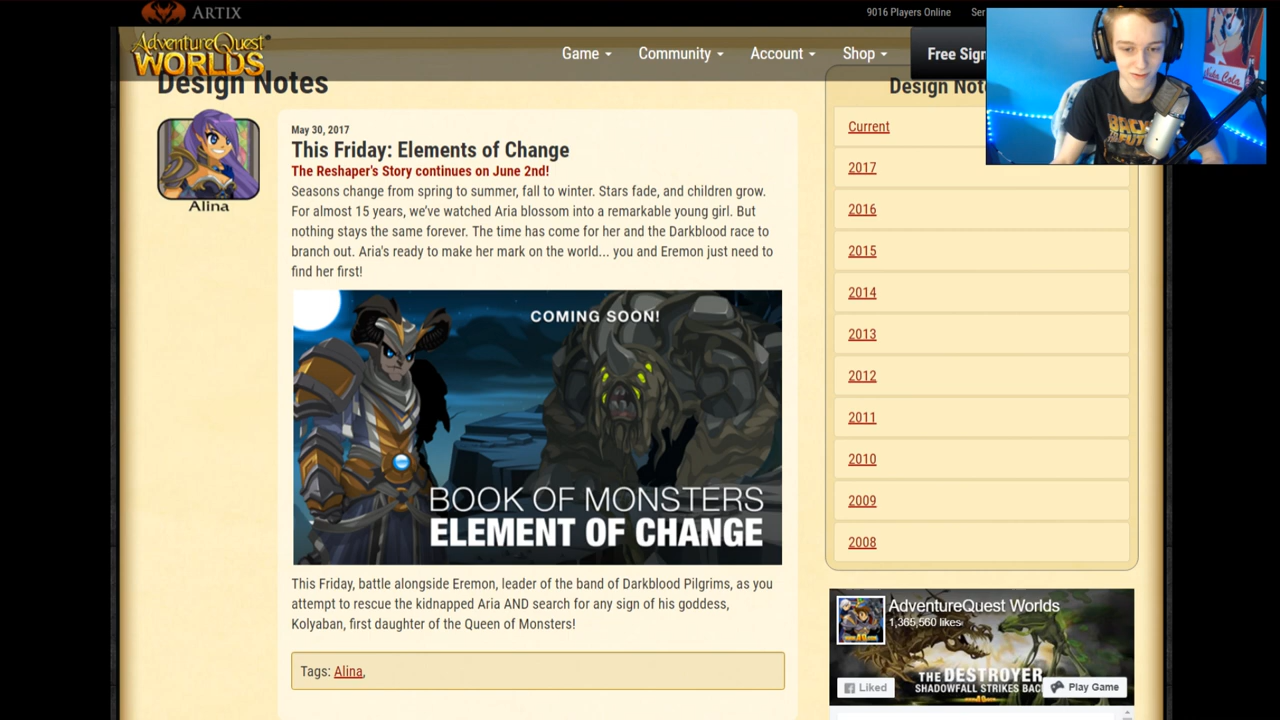 ARTIX
9016 Players Online
Ser
AdventureQuest
WORLDS
Game
Community
Account
Shop
Free Sign
Design Notes
Alina
May 30, 2017
This Friday: Elements of Change
The Reshaper's Story continues on June 2nd!
Seasons change from spring to summer, fall to winter. Stars fade, and children grow.
For almost 15 years, we've watched Aria blossom into a remarkable young girl. But
nothing stays the same forever. The time has come for her and the Darkblood race to
branch out. Aria's ready to make her mark on the world... you and Eremon just need to
find her first!
COMING SOON!
BOOK OF MONSTERS
ELEMENT OF CHANGE
This Friday, battle alongside Eremon, leader of the band of Darkblood Pilgrims, as you
attempt to rescue the kidnapped Aria AND search for any sign of his goddess,
Kolyaban, first daughter of the Queen of Monsters!
Tags: Alina,
Design Note
Current
2017
2016
2015
2014
2013
2012
2011
2010
2009
2008
AdventureQuest Worlds
1,365,560 likes
THE DESTROYER
SHADOWFALL STRIKES BAC
Liked
Play Game
Nuka Cola
BACK
TO THE
FUTU